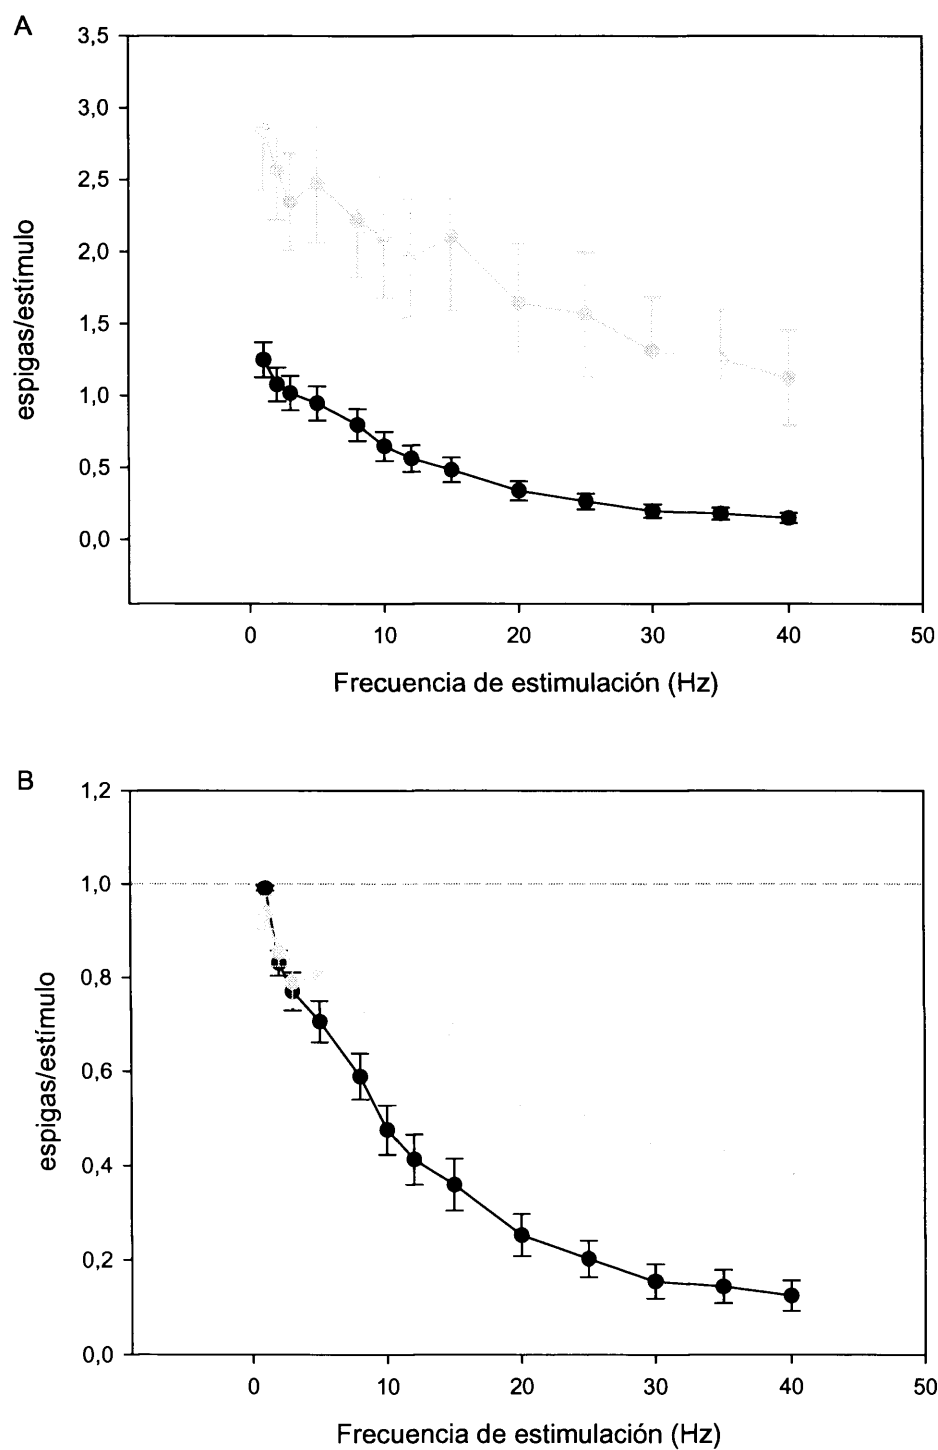 A
3,5
3,0
2,5
2,0
1,5
1,0
0,5
0,0
espigas/estímulo
0 10 20 30 40 50
Frecuencia de estimulación (Hz)
B
1,2
1,0
0,8
0,6
0,4
0,2
0,0
espigas/estímulo
0 10 20 30 40 50
Frecuencia de estimulación (Hz)